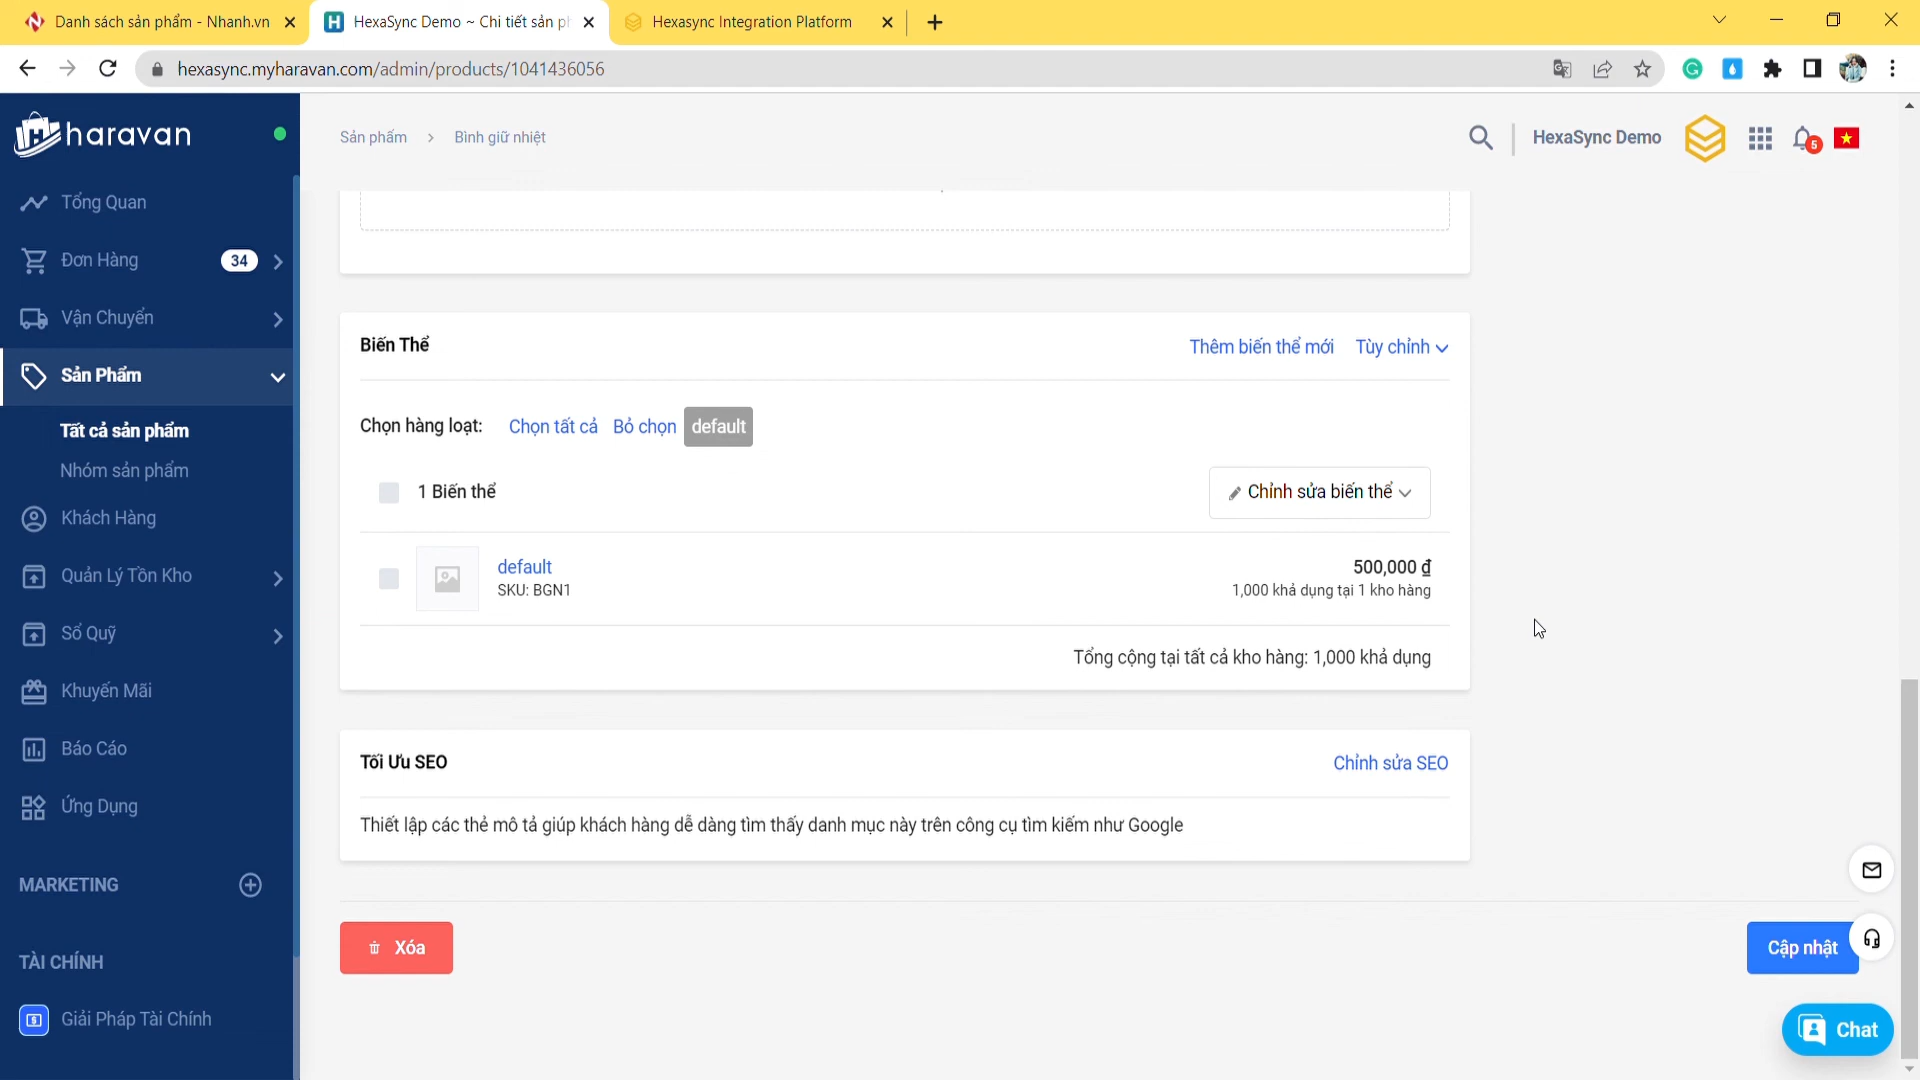 Danh sách sản phẩm - Nhanh.vn
HexaSync Demo ~ Chi tiết sản ph
Hexasync Integration Platform
hexasync.myharavan.com/admin/products/1041436056
haravan
Sản phẩm > Bình giữ nhiệt
HexaSync Demo
5
Tổng Quan
Đơn Hàng 34
Vận Chuyển
Sản Phẩm
Tất cả sản phẩm
Nhóm sản phẩm
Khách Hàng
Quản Lý Tồn Kho
Sổ Quỹ
Khuyến Mãi
Báo Cáo
Ứng Dụng
MARKETING
TÀI CHÍNH
Giải Pháp Tài Chính
Biến Thể
Thêm biến thể mới Tùy chỉnh
Chọn hàng loạt: Chọn tất cả Bỏ chọn default
1 Biến thể
Chỉnh sửa biến thể
default
SKU: BGN1
500,000 ₫
1,000 khả dụng tại 1 kho hàng
Tổng cộng tại tất cả kho hàng: 1,000 khả dụng
Tối Ưu SEO
Chỉnh sửa SEO
Thiết lập các thẻ mô tả giúp khách hàng dễ dàng tìm thấy danh mục này trên công cụ tìm kiếm như Google
Xóa
Cập nhật
Chat